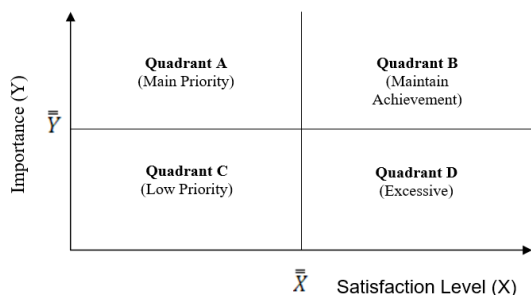 Quadrant A
(Main Priority)
Quadrant B
(Maintain
Achievement)
Importance (Y)
Y̿
Quadrant C
(Low Priority)
Quadrant D
(Excessive)
X̿
Satisfaction Level (X)